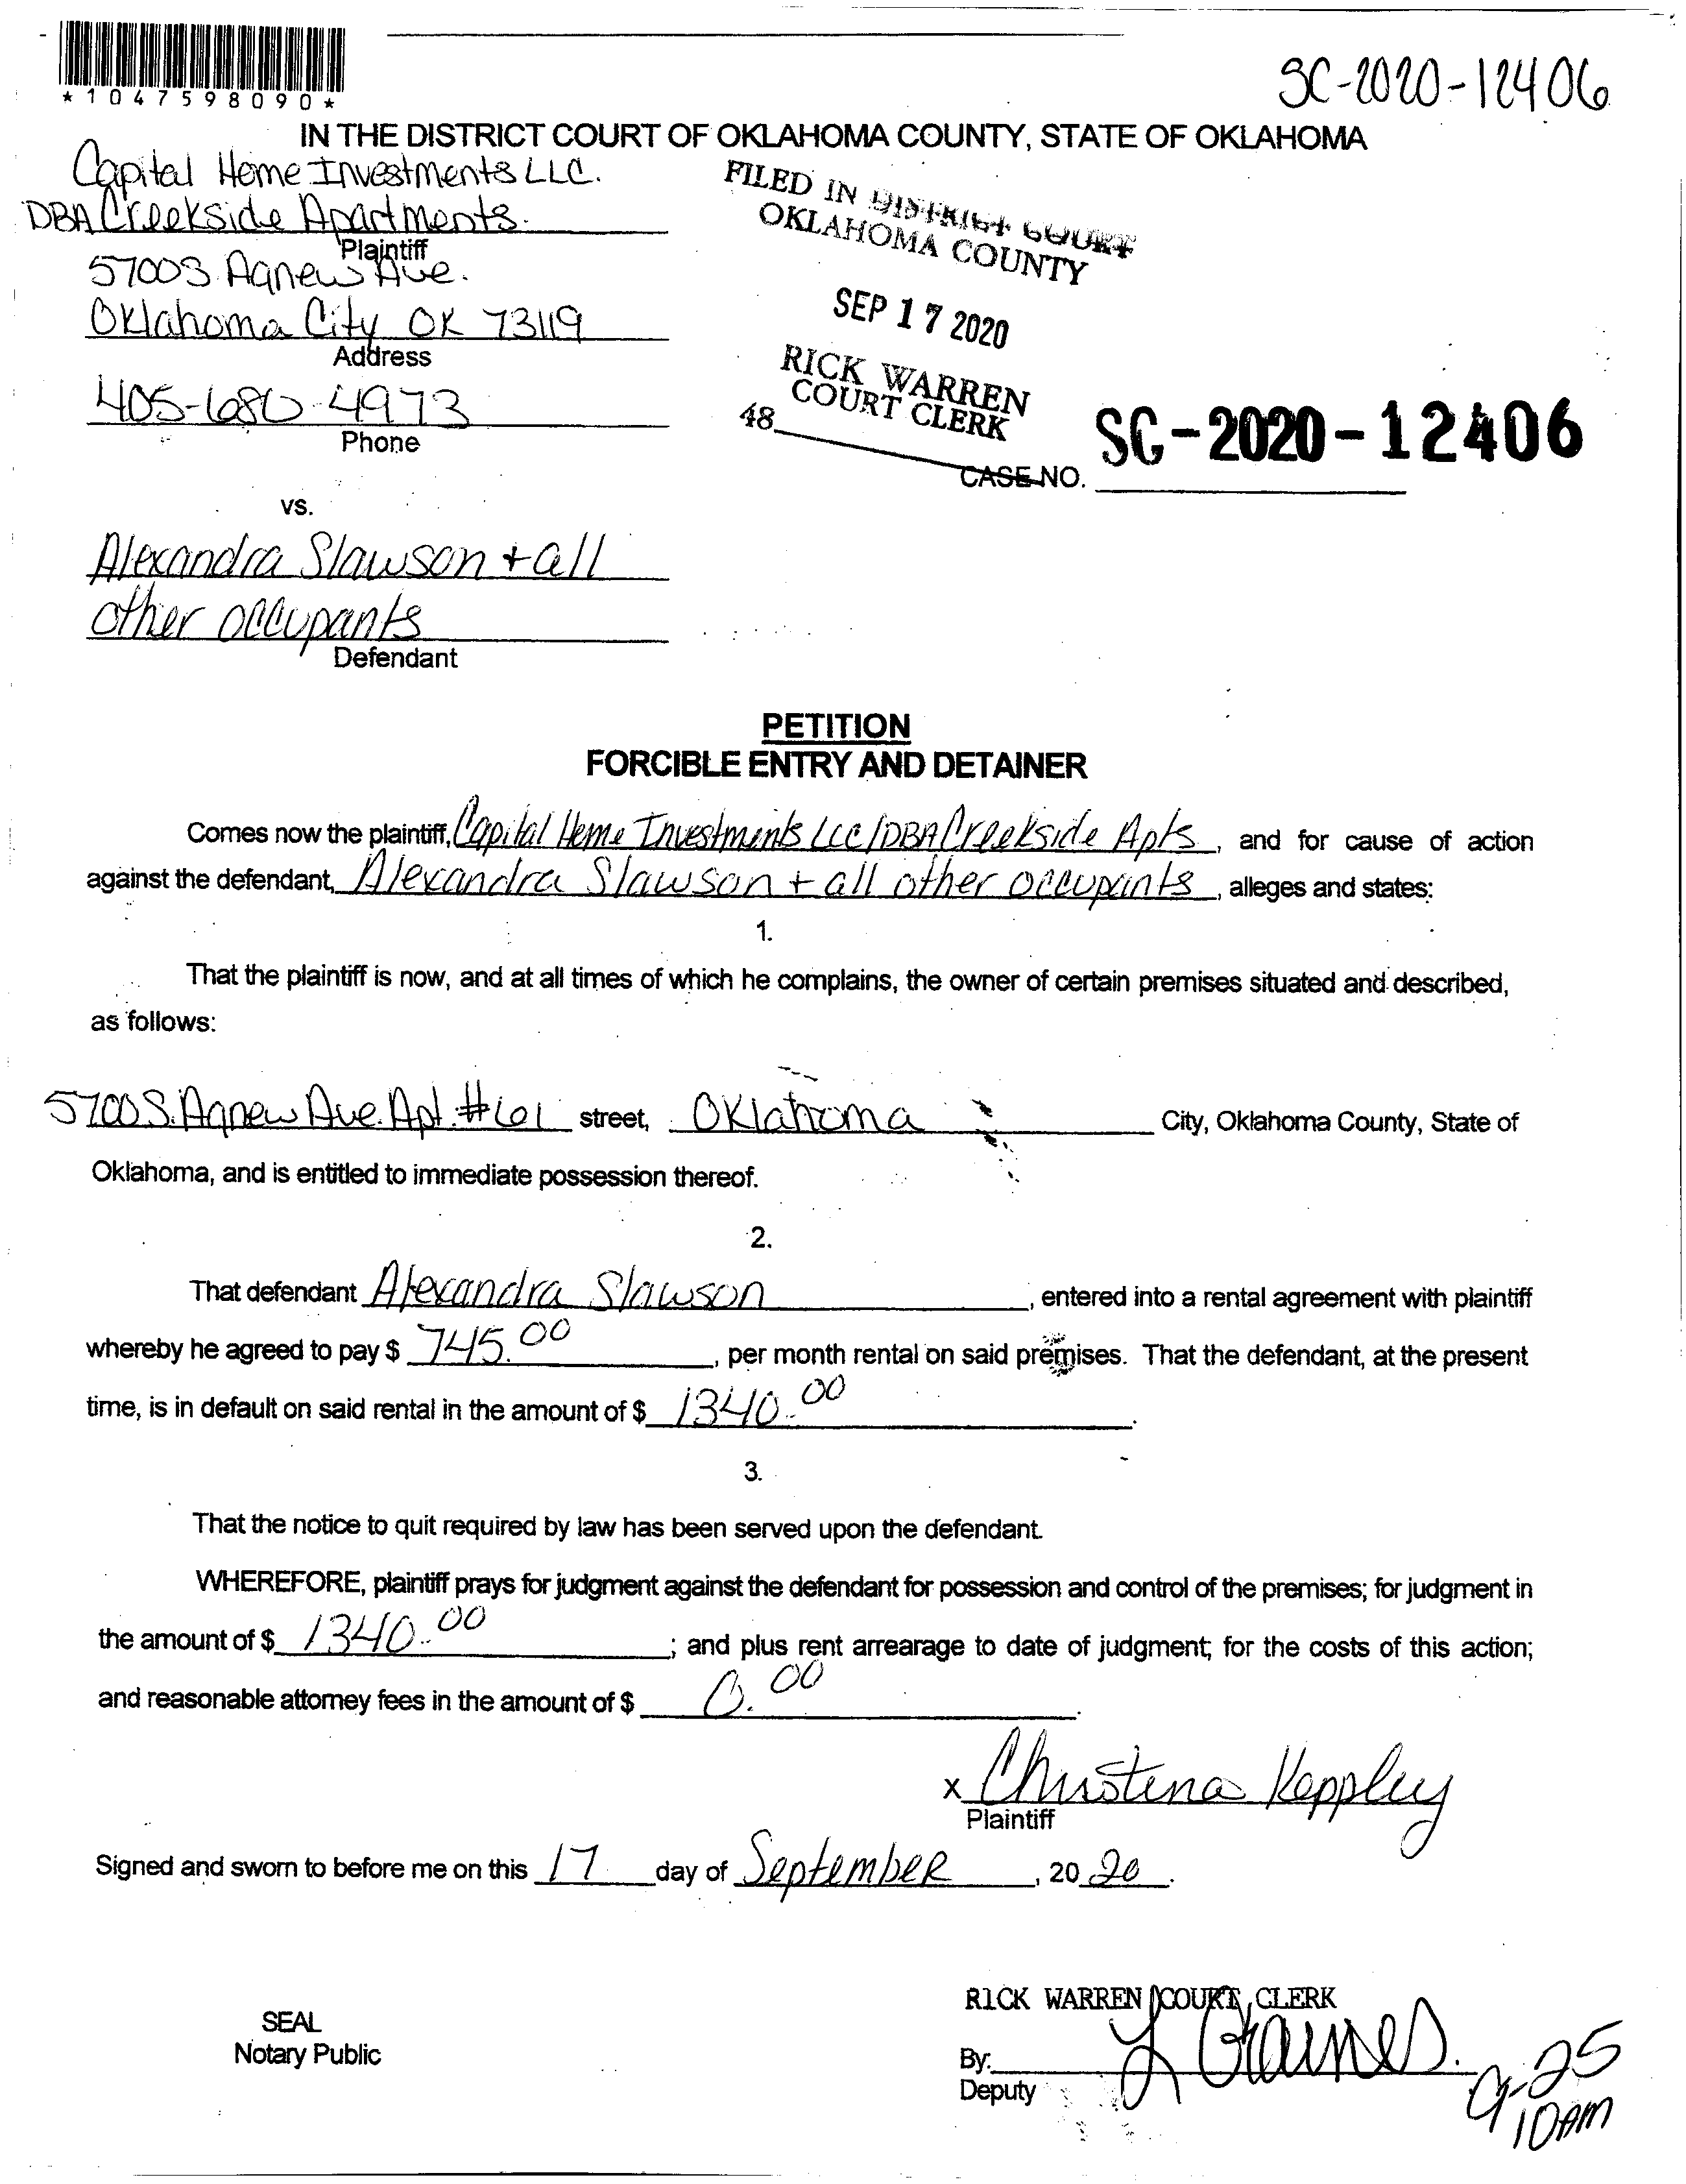 *1047598090*
SC-2020-12406
IN THE DISTRICT COURT OF OKLAHOMA COUNTY, STATE OF OKLAHOMA
Capital Home Investments LLC.
DBA Creekside Apartments.
Plaintiff
5700 S. Agnew Ave.
Oklahoma City OK 73119
Address
405-680-4973
Phone
FILED IN DISTRICT COURT
OKLAHOMA COUNTY
SEP 17 2020
RICK WARREN
COURT CLERK
48
CASE NO. SC-2020-12406
vs.
Alexandra Slawson + all
other occupants
Defendant
PETITION
FORCIBLE ENTRY AND DETAINER
Comes now the plaintiff, Capital Home Investments LLC/DBA Creekside Apts, and for cause of action
against the defendant, Alexandra Slawson + all other occupants, alleges and states:
1.
That the plaintiff is now, and at all times of which he complains, the owner of certain premises situated and described,
as follows:
5700 S. Agnew Ave. Apt. #161 street, Oklahoma City, Oklahoma County, State of
Oklahoma, and is entitled to immediate possession thereof.
2.
That defendant Alexandra Slawson, entered into a rental agreement with plaintiff
whereby he agreed to pay $ 745.00, per month rental on said premises. That the defendant, at the present
time, is in default on said rental in the amount of $ 1340.00.
3.
That the notice to quit required by law has been served upon the defendant.
WHEREFORE, plaintiff prays for judgment against the defendant for possession and control of the premises; for judgment in
the amount of $ 1340.00; and plus rent arrearage to date of judgment; for the costs of this action;
and reasonable attorney fees in the amount of $ 0.00.
x Christina Keppley
Plaintiff
Signed and sworn to before me on this 17 day of September, 2020.
SEAL
Notary Public
RICK WARREN COURT CLERK
By:
Deputy
9-25
10AM